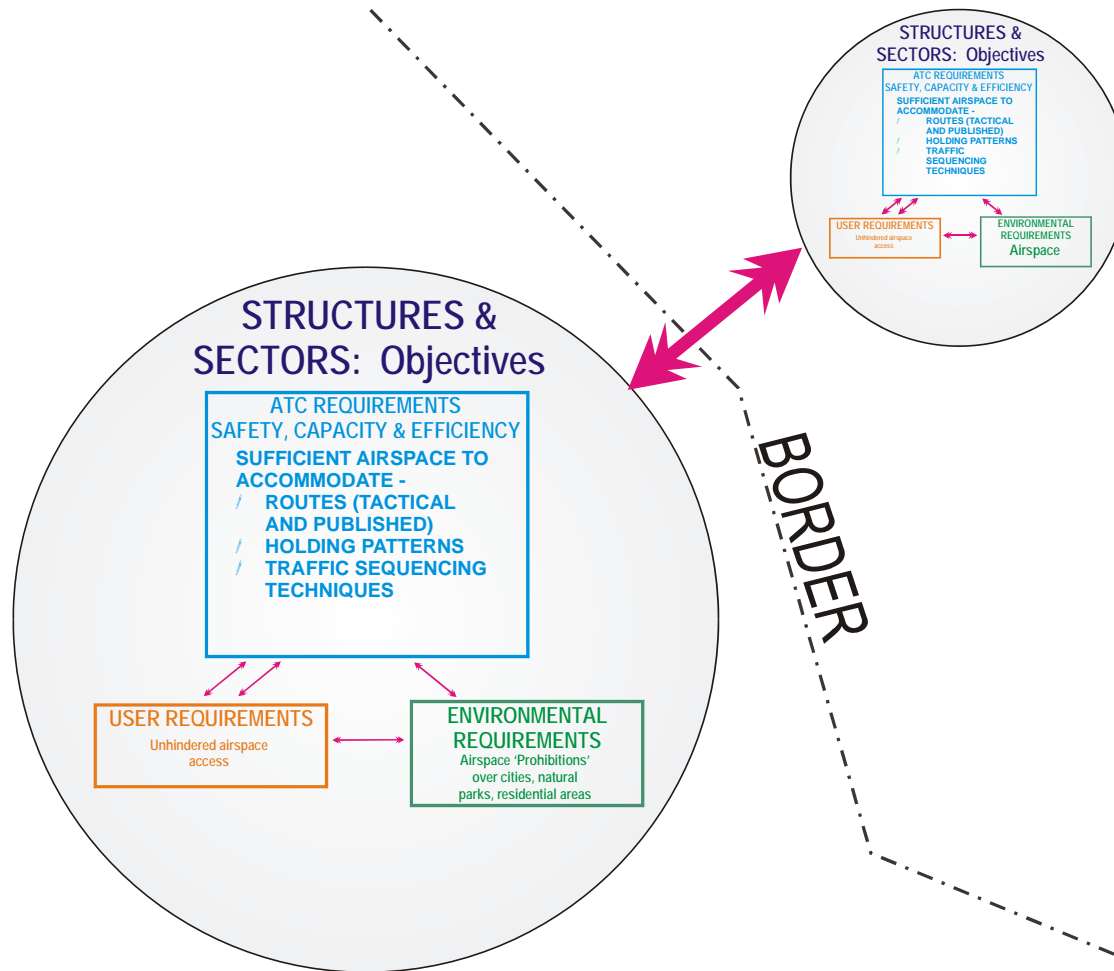 STRUCTURES &
SECTORS: Objectives
ATC REQUIREMENTS
SAFETY, CAPACITY & EFFICIENCY
SUFFICIENT AIRSPACE TO
ACCOMMODATE -
/ ROUTES (TACTICAL
AND PUBLISHED)
/ HOLDING PATTERNS
/ TRAFFIC
SEQUENCING
TECHNIQUES
USER REQUIREMENTS
Unhindered airspace
access
ENVIRONMENTAL
REQUIREMENTS
Airspace
STRUCTURES &
SECTORS: Objectives
ATC REQUIREMENTS
SAFETY, CAPACITY & EFFICIENCY
SUFFICIENT AIRSPACE TO
ACCOMMODATE -
/ ROUTES (TACTICAL
AND PUBLISHED)
/ HOLDING PATTERNS
/ TRAFFIC SEQUENCING
TECHNIQUES
USER REQUIREMENTS
Unhindered airspace
access
ENVIRONMENTAL
REQUIREMENTS
Airspace ‘Prohibitions’
over cities, natural
parks, residential areas
BORDER